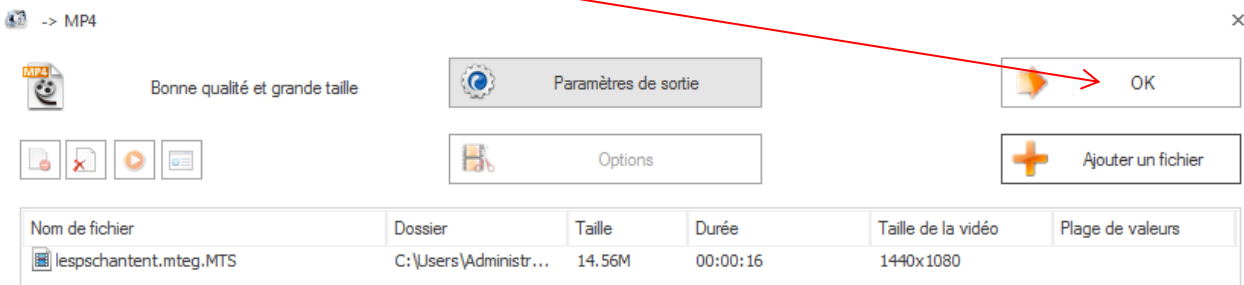 -> MP4
MP4
Bonne qualité et grande taille
Paramètres de sortie
OK
Options
Ajouter un fichier
Nom de fichier Dossier Taille Durée Taille de la vidéo Plage de valeurs
lespschantent.mteg.MTS C:\Users\Administr... 14.56M 00:00:16 1440x1080